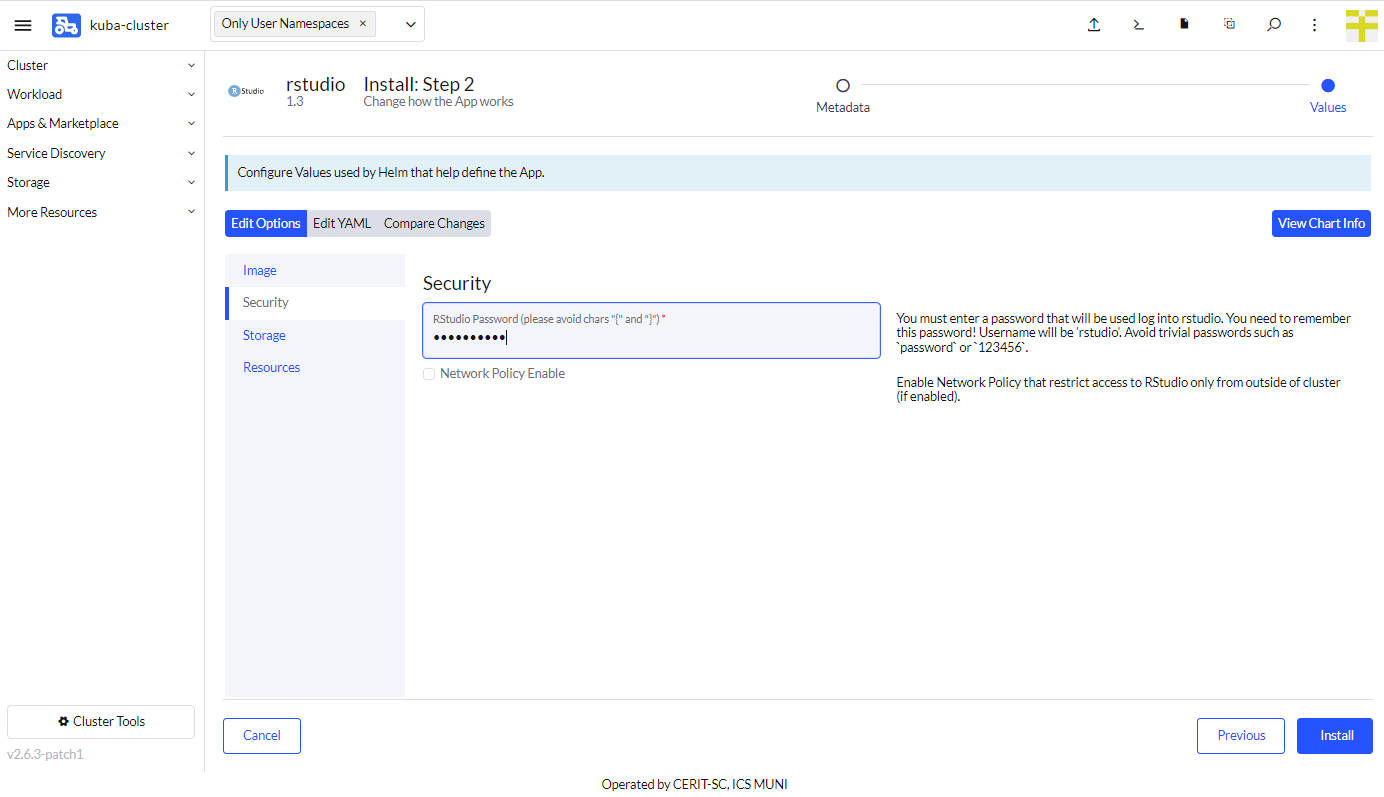 kuba-cluster
Only User Namespaces ×
Cluster
Workload
Apps & Marketplace
Service Discovery
Storage
More Resources
R Studio
rstudio
1.3
Install: Step 2
Change how the App works
Metadata
Values
Configure Values used by Helm that help define the App.
Edit Options
Edit YAML
Compare Changes
View Chart Info
Image
Security
Storage
Resources
Security
RStudio Password (please avoid chars "{" and "}") *
••••••••••
Network Policy Enable
You must enter a password that will be used log into rstudio. You need to remember
this password! Username will be 'rstudio'. Avoid trivial passwords such as
`password` or `123456`.
Enable Network Policy that restrict access to RStudio only from outside of cluster
(if enabled).
Cluster Tools
v2.6.3-patch1
Cancel
Previous
Install
Operated by CERIT-SC, ICS MUNI